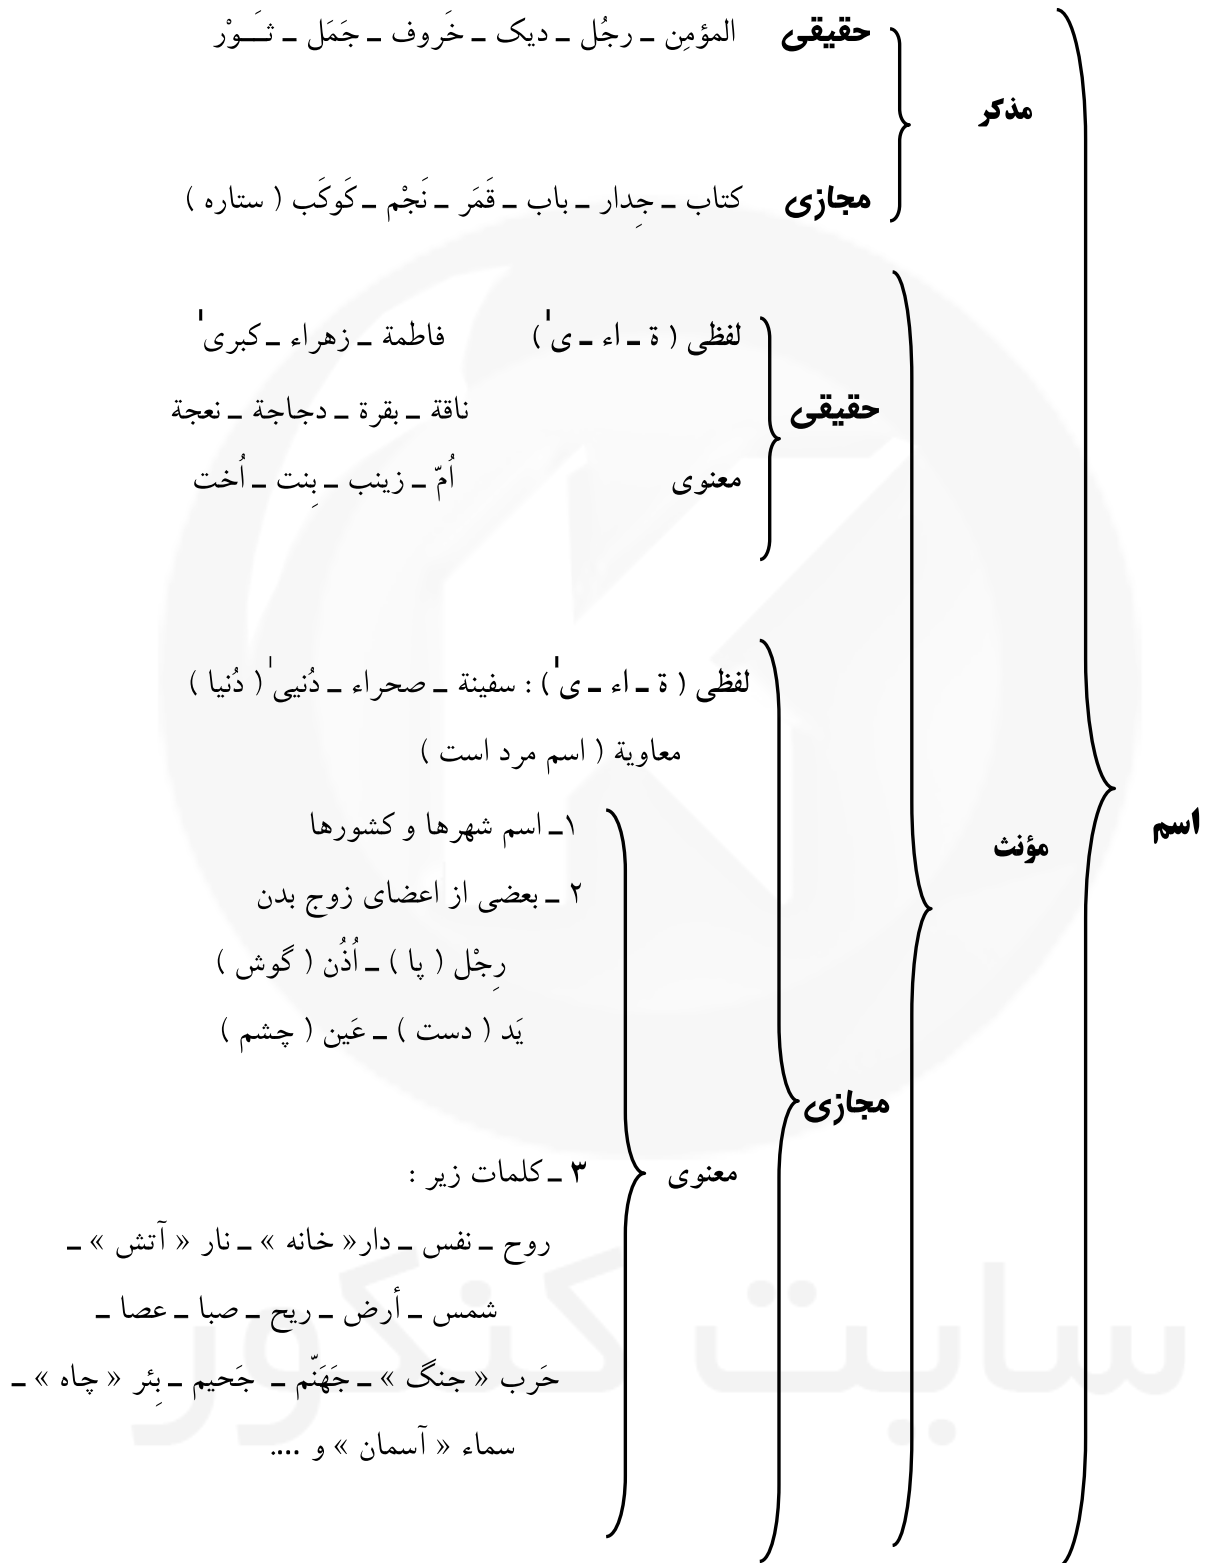 حقیقی المؤمِن ـ رجُل ـ دیک ـ خَروف ـ جَمَل ـ ثـَـوْر
مذکر
مجازی کتاب ـ جِدار ـ باب ـ قَمَر ـ نَجْم ـ کَوکَب ( ستاره )
لفظی ( ة ـ اء ـ یٰ ) فاطمة ـ زهراء ـ کبریٰ
ناقة ـ بقرة ـ دجاجة ـ نعجة
حقیقی
معنوی اُمّ ـ زینب ـ بِنت ـ اُخت
لفظی ( ة ـ اء ـ یٰ ) : سفینة ـ صحراء ـ دُنییٰ ( دُنیا )
معاویة ( اسم مرد است )
۱ـ اسم شهرها و کشورها
اسم
مؤنث
۲ ـ بعضی از اعضای زوج بدن
رِجْل ( پا ) ـ اُذُن ( گوش )
یَد ( دست ) ـ عَین ( چشم )
مجازی
معنوی
۳ ـ کلمات زیر :
روح ـ نفس ـ دار« خانه » ـ نار « آتش » ـ
شمس ـ أرض ـ ریح ـ صبا ـ عصا ـ
حَرب « جنگ » ـ جَهَنّم ـ جَحیم ـ بِئر « چاه » ـ
سماء « آسمان » و ....
سایت کنکور